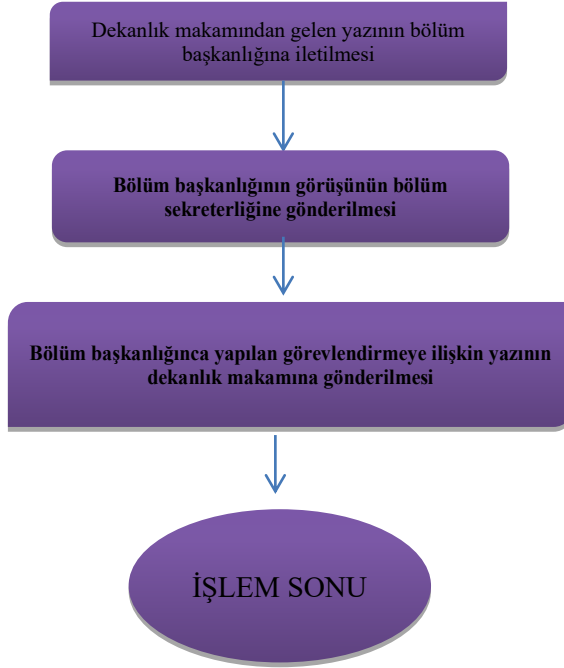 Dekanlık makamından gelen yazının bölüm
başkanlığına iletilmesi
Bölüm başkanlığının görüşünün bölüm
sekreterliğine gönderilmesi
Bölüm başkanlığınca yapılan görevlendirmeye ilişkin yazının
dekanlık makamına gönderilmesi
İŞLEM SONU